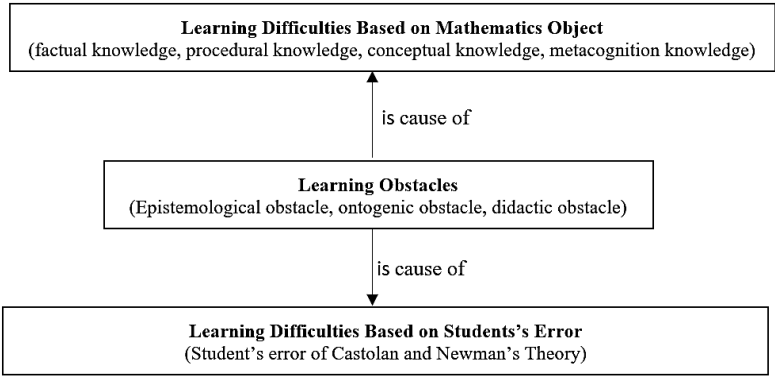 Learning Difficulties Based on Mathematics Object
(factual knowledge, procedural knowledge, conceptual knowledge, metacognition knowledge)
is cause of
Learning Obstacles
(Epistemological obstacle, ontogenic obstacle, didactic obstacle)
is cause of
Learning Difficulties Based on Students’s Error
(Student’s error of Castolan and Newman’s Theory)